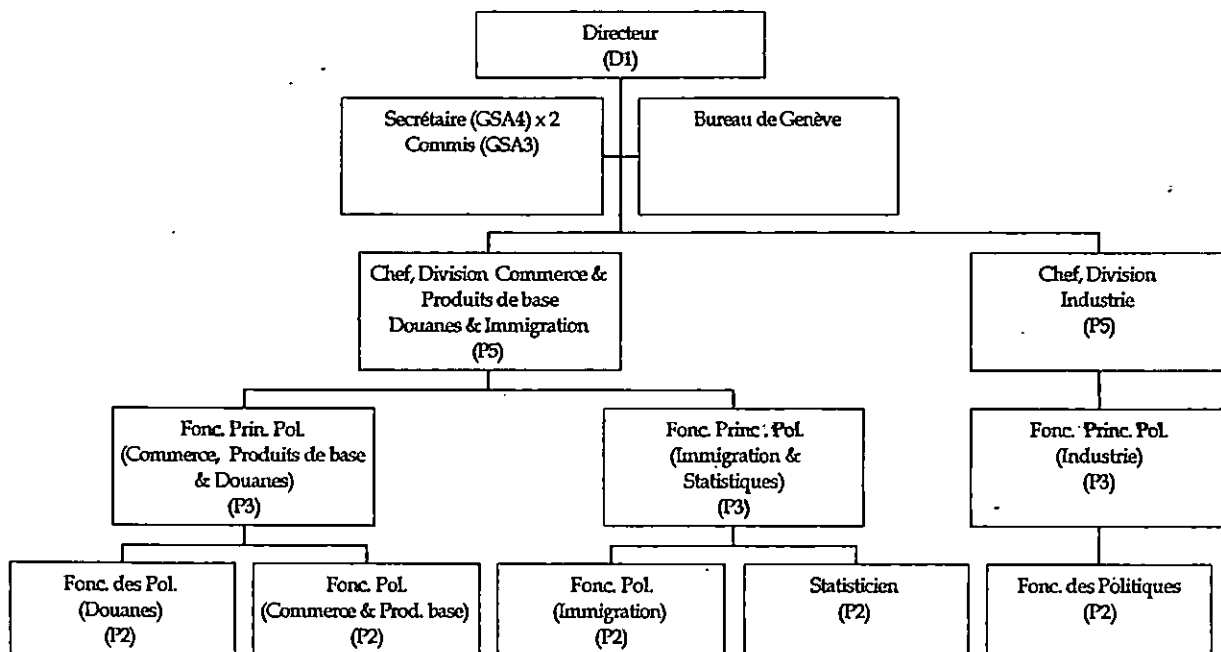 Directeur
(D1)
Secrétaire (GSA4) x 2
Commis (GSA3)
Bureau de Genève
Chef, Division Commerce &
Produits de base
Douanes & Immigration
(P5)
Chef, Division
Industrie
(P5)
Fonc. Prin. Pol.
(Commerce, Produits de base
& Douanes)
(P3)
Fonc. Princ. Pol.
(Immigration &
Statistiques)
(P3)
Fonc. Princ. Pol.
(Industrie)
(P3)
Fonc. des Pol.
(Douanes)
(P2)
Fonc. Pol.
(Commerce & Prod. base)
(P2)
Fonc. Pol.
(Immigration)
(P2)
Statisticien
(P2)
Fonc. des Politiques
(P2)